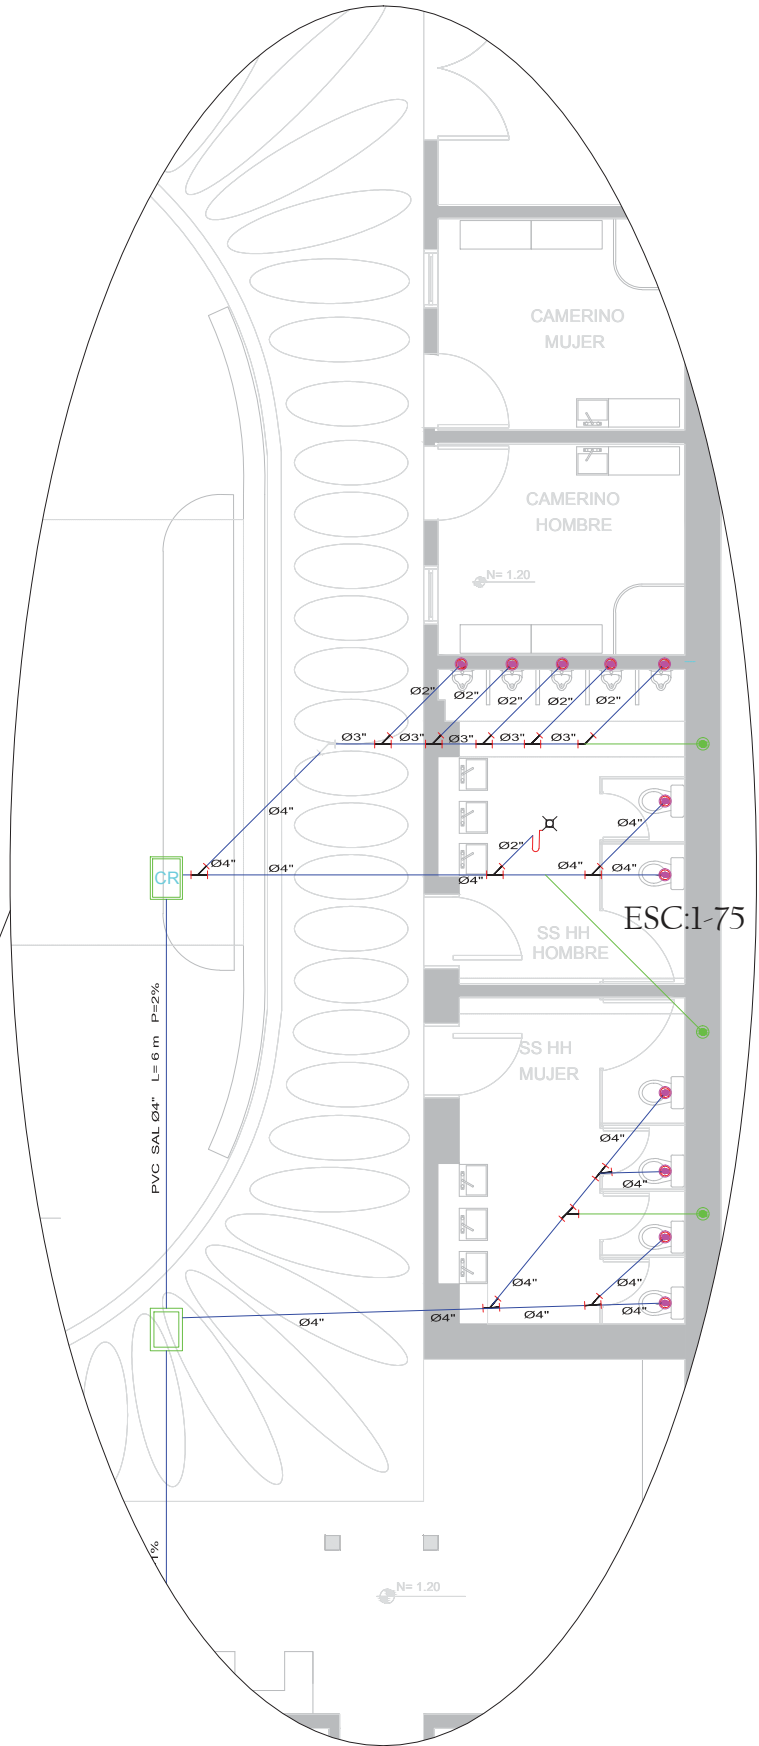 CAMERINO
MUJER
CAMERINO
HOMBRE
N= 1.20
Ø2"
Ø2"
Ø2"
Ø2"
Ø2"
Ø3"
Ø3"
Ø3"
Ø3"
Ø3"
Ø4"
Ø4"
Ø2"
Ø4"
Ø4"
Ø4"
Ø4"
Ø4"
CR
ESC:1-75
SS HH
HOMBRE
SS HH
MUJER
PVC SAL Ø4" L= 6 m P=2%
Ø4"
Ø4"
Ø4"
Ø4"
Ø4"
Ø4"
Ø4"
Ø4"
1%
N= 1.20